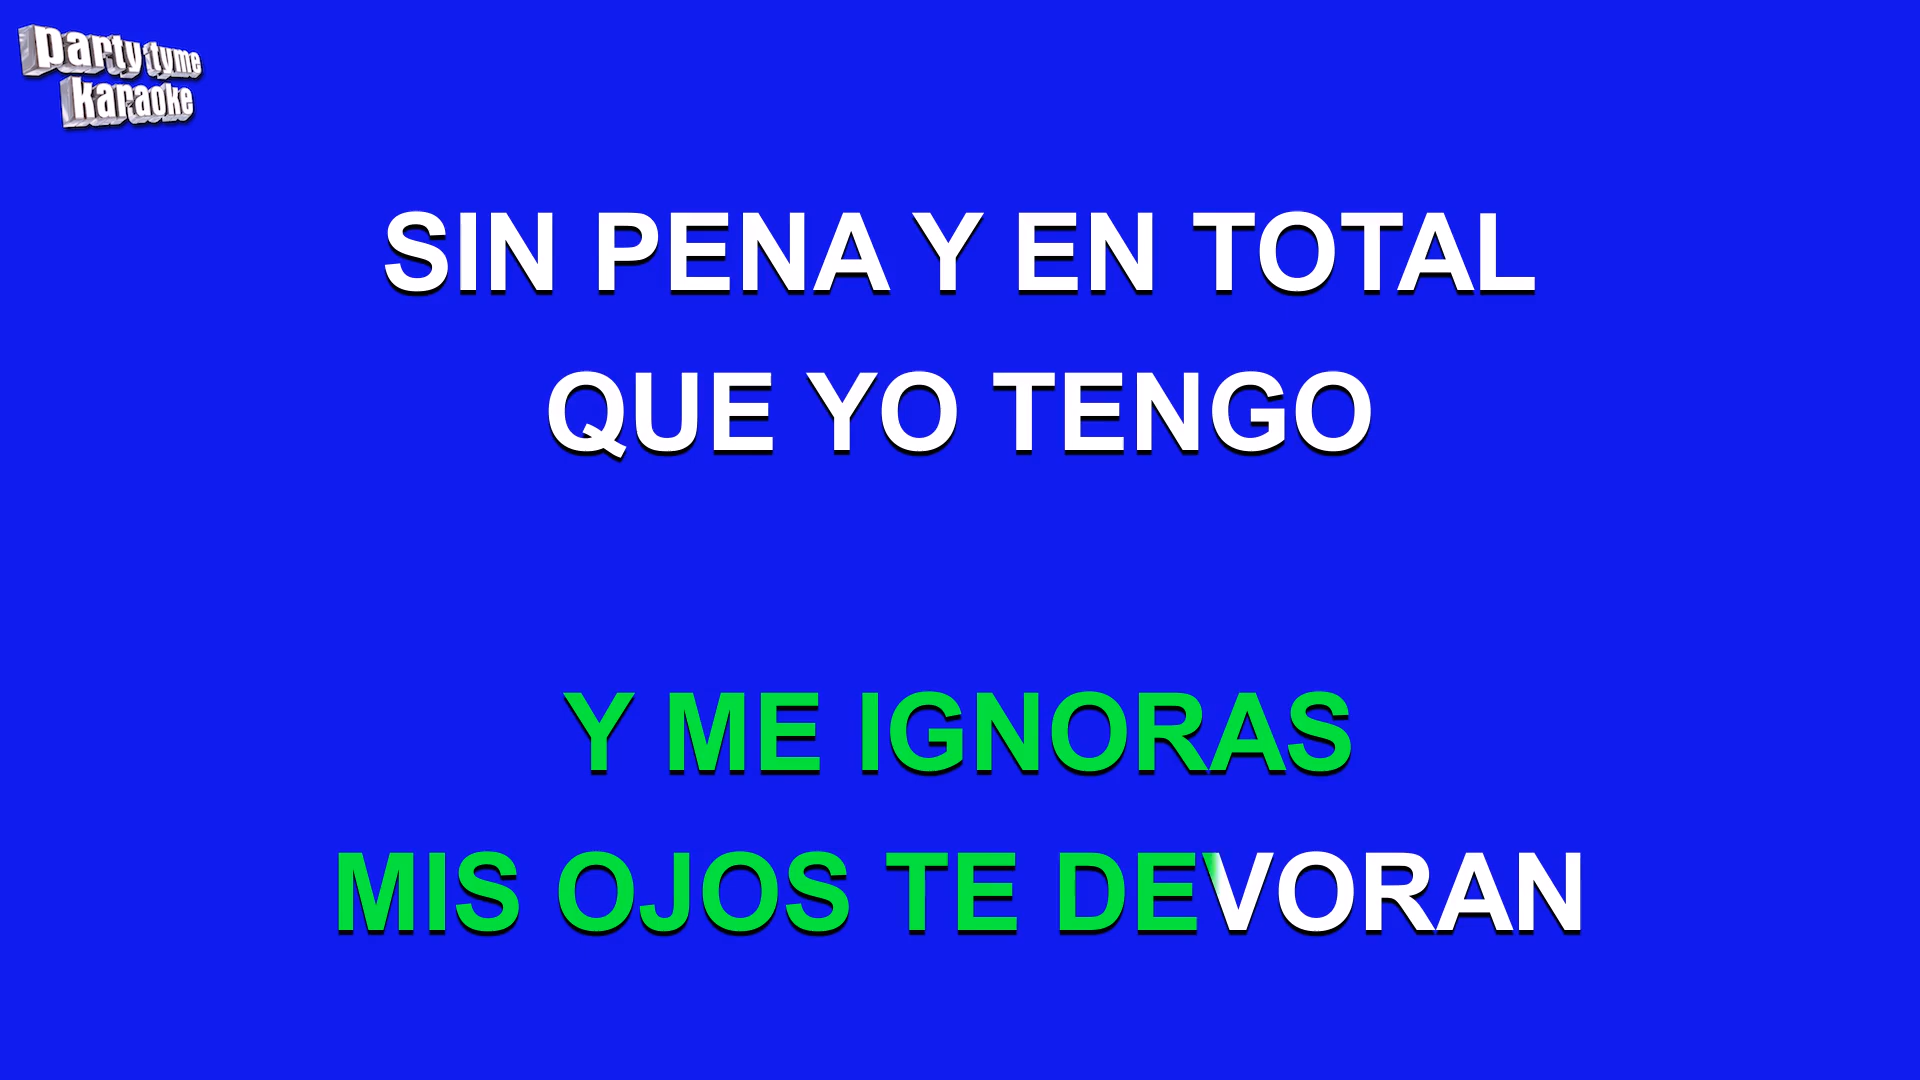 party tyme
karaoke
SIN PENA Y EN TOTAL
QUE YO TENGO
Y ME IGNORAS
MIS OJOS TE DEVORAN